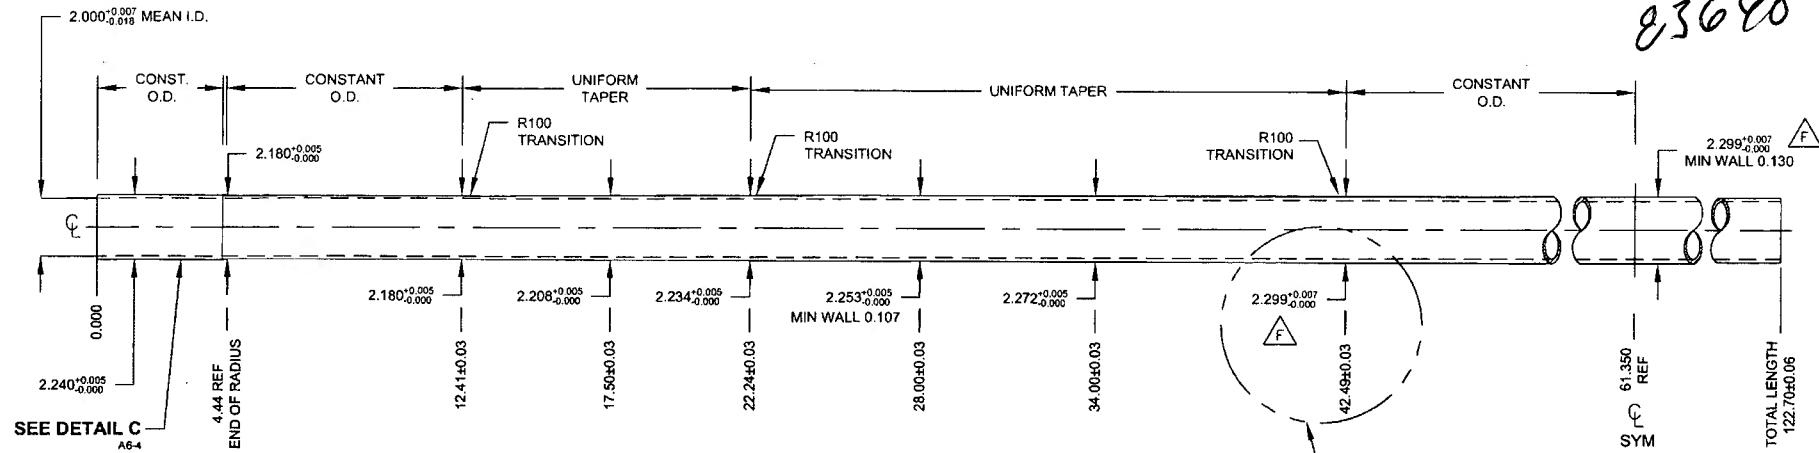 2.000 +0.007 -0.018 MEAN I.D.
CONST.
O.D.
CONSTANT
O.D.
UNIFORM
TAPER
UNIFORM TAPER
CONSTANT
O.D.
R100
TRANSITION
R100
TRANSITION
R100
TRANSITION
2.180 +0.005 -0.000
2.299 +0.007 -0.000
F
MIN WALL 0.130
℄
2.180 +0.005 -0.000
2.208 +0.005 -0.000
2.234 +0.005 -0.000
2.253 +0.005 -0.000
MIN WALL 0.107
2.272 +0.005 -0.000
2.299 +0.007 -0.000
F
2.240 +0.005 -0.000
SEE DETAIL C
A6-4
0.000
4.44 REF
END OF RADIUS
12.41±0.03
17.50±0.03
22.24±0.03
28.00±0.03
34.00±0.03
42.49±0.03
61.350
REF
℄
SYM
TOTAL LENGTH
122.70±0.06